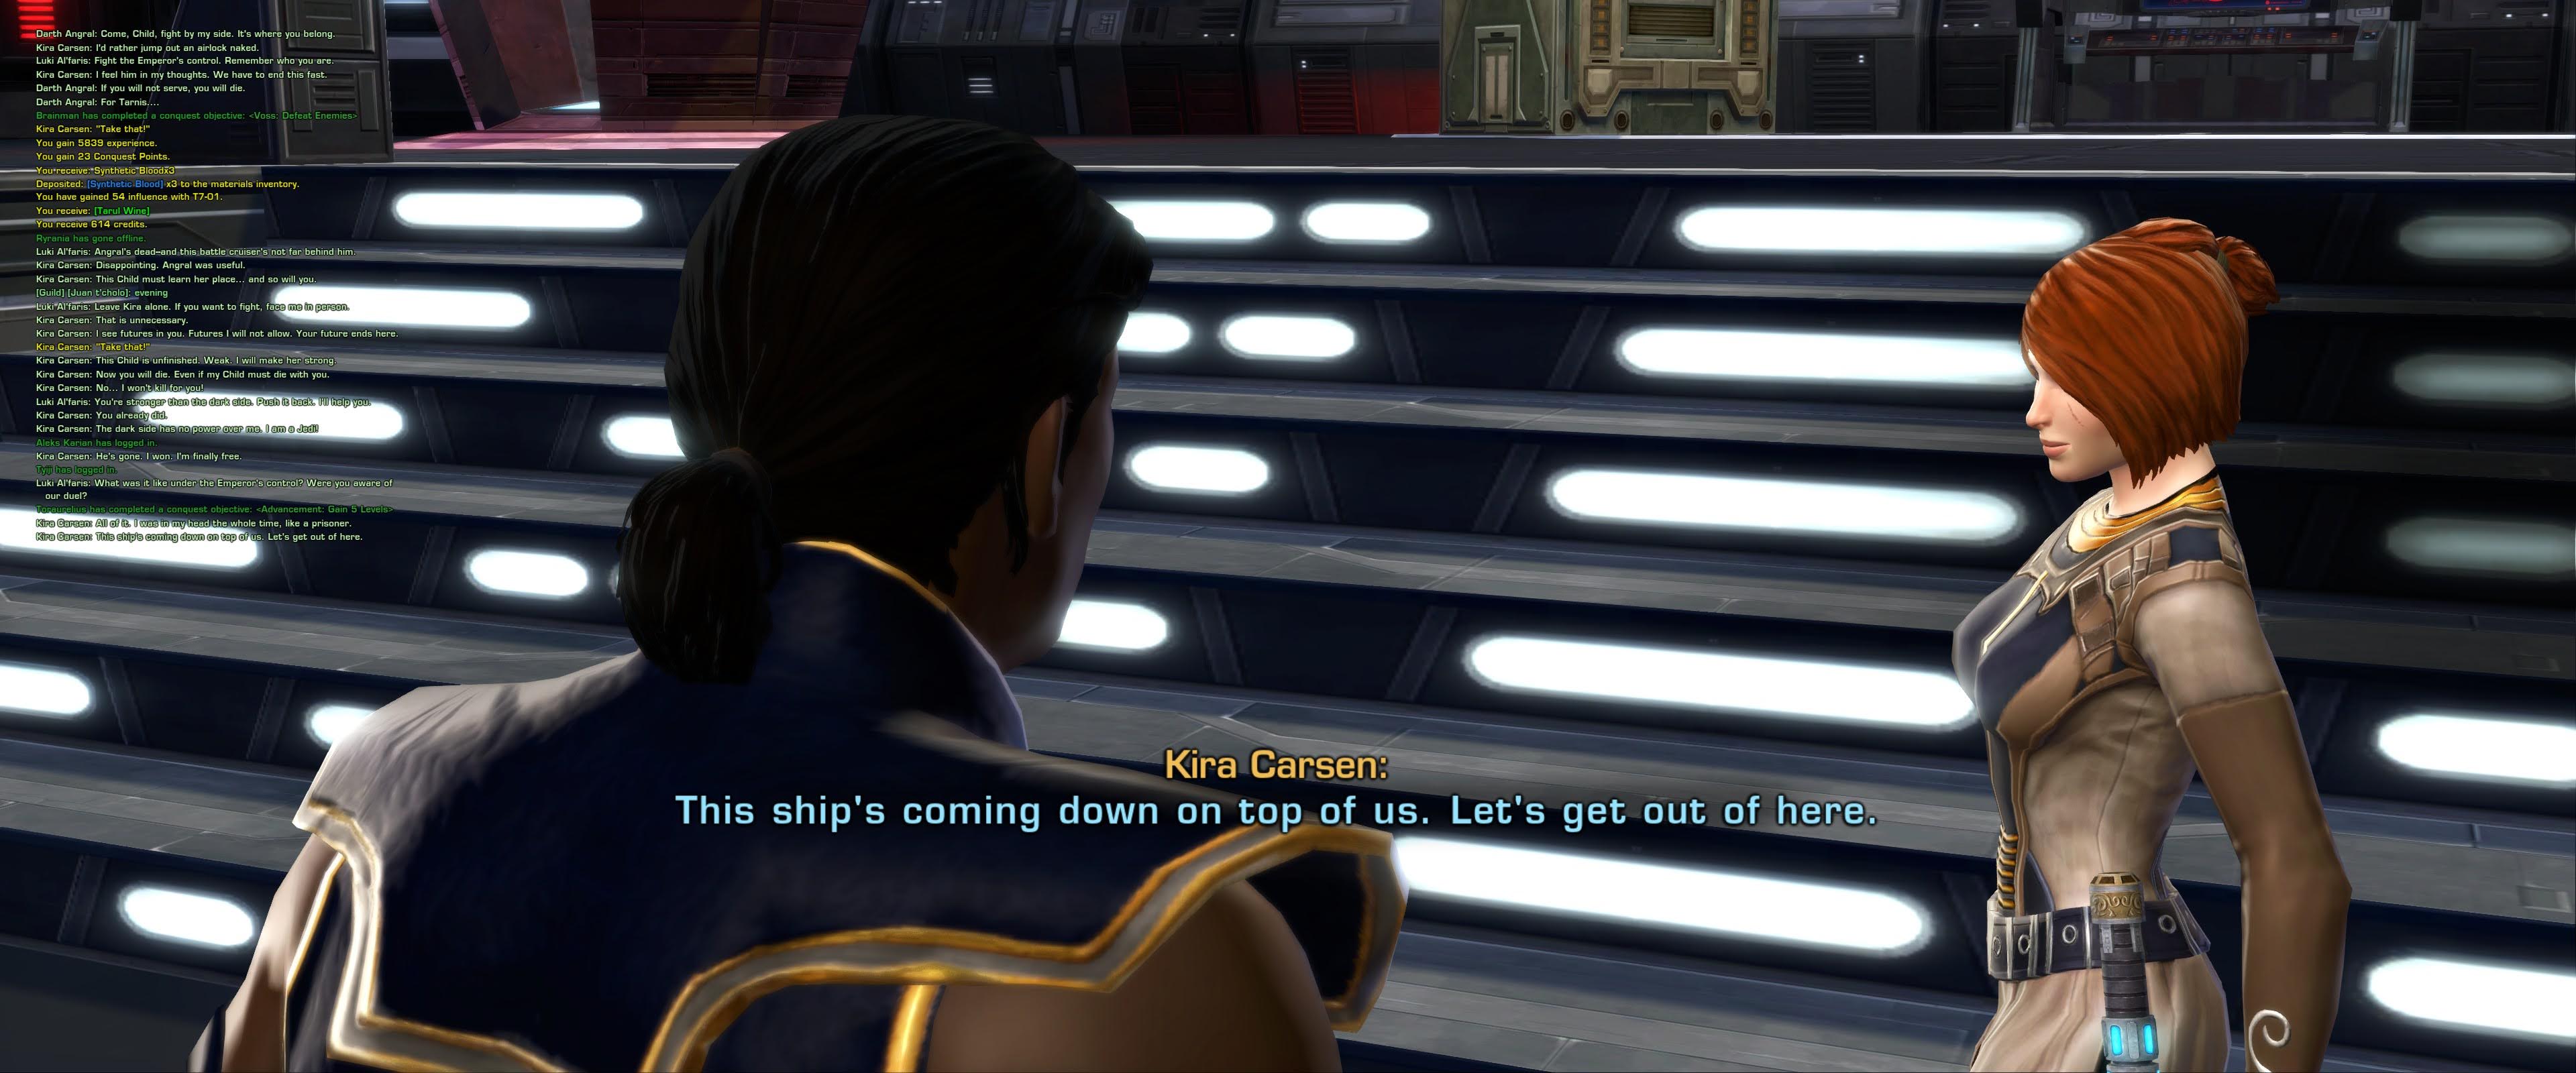 Darth Angral: Come, Child, fight by my side. It's where you belong.
Kira Carsen: I'd rather jump out an airlock naked.
Luki Al'faris: Fight the Emperor's control. Remember who you are.
Kira Carsen: I feel him in my thoughts. We have to end this fast.
Darth Angral: If you will not serve, you will die.
Darth Angral: For Tarnis....
Brainman has completed a conquest objective: <Voss: Defeat Enemies>
Kira Carsen: "Take that!"
You gain 5839 experience.
You gain 23 Conquest Points.
You receive: Synthetic Bloodx3
Deposited: [Synthetic Blood] x3 to the materials inventory.
You have gained 54 influence with T7-01.
You receive: [Tarul Wine]
You receive 614 credits.
Ryrania has gone offline.
Luki Al'faris: Angral's dead–and this battle cruiser's not far behind him.
Kira Carsen: Disappointing. Angral was useful.
Kira Carsen: This Child must learn her place... and so will you.
[Guild] [Juan t'cholo]: evening
Luki Al'faris: Leave Kira alone. If you want to fight, face me in person.
Kira Carsen: That is unnecessary.
Kira Carsen: I see futures in you. Futures I will not allow. Your future ends here.
Kira Carsen: "Take that!"
Kira Carsen: This Child is unfinished. Weak. I will make her strong.
Kira Carsen: Now you will die. Even if my Child must die with you.
Kira Carsen: No... I won't kill for you!
Luki Al'faris: You're stronger than the dark side. Push it back. I'll help you.
Kira Carsen: You already did.
Kira Carsen: The dark side has no power over me. I am a Jedi!
Aleks Karian has logged in.
Kira Carsen: He's gone. I won. I'm finally free.
Tyiji has logged in.
Luki Al'faris: What was it like under the Emperor's control? Were you aware of
our duel?
Toraurelius has completed a conquest objective: <Advancement: Gain 5 Levels>
Kira Carsen: All of it. I was in my head the whole time, like a prisoner.
Kira Carsen: This ship's coming down on top of us. Let's get out of here.
Kira Carsen:
This ship's coming down on top of us. Let's get out of here.